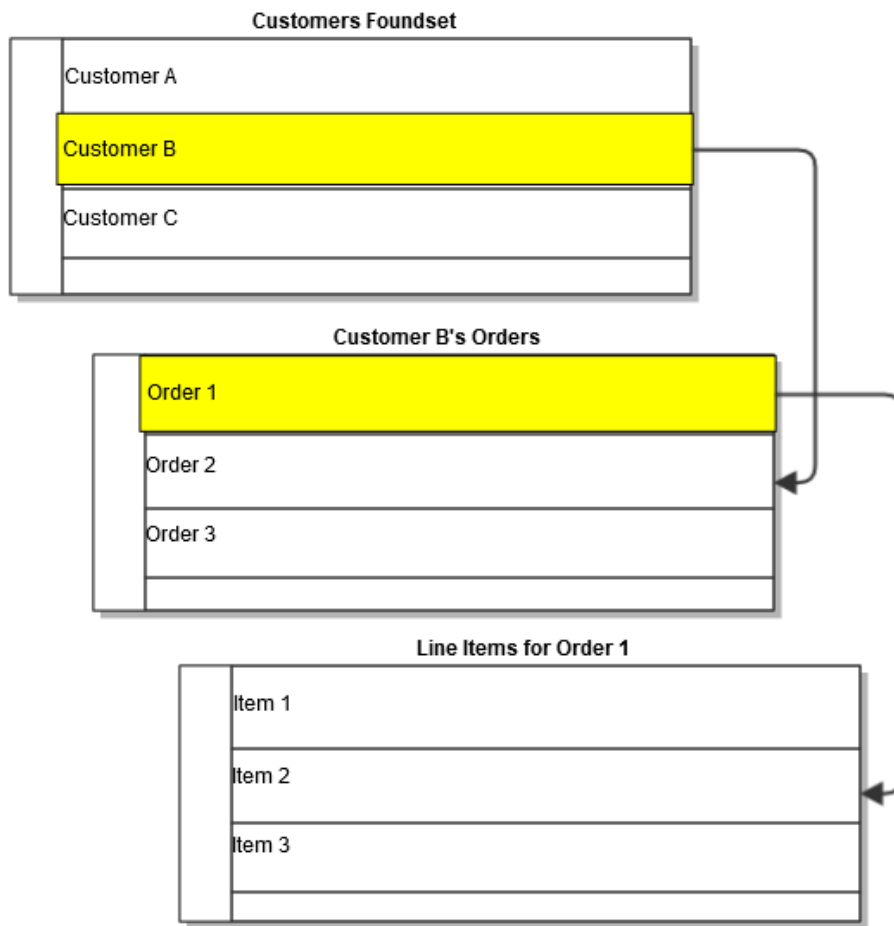 Customers Foundset
Customer A
Customer B
Customer C
Customer B's Orders
Order 1
Order 2
Order 3
Line Items for Order 1
Item 1
Item 2
Item 3